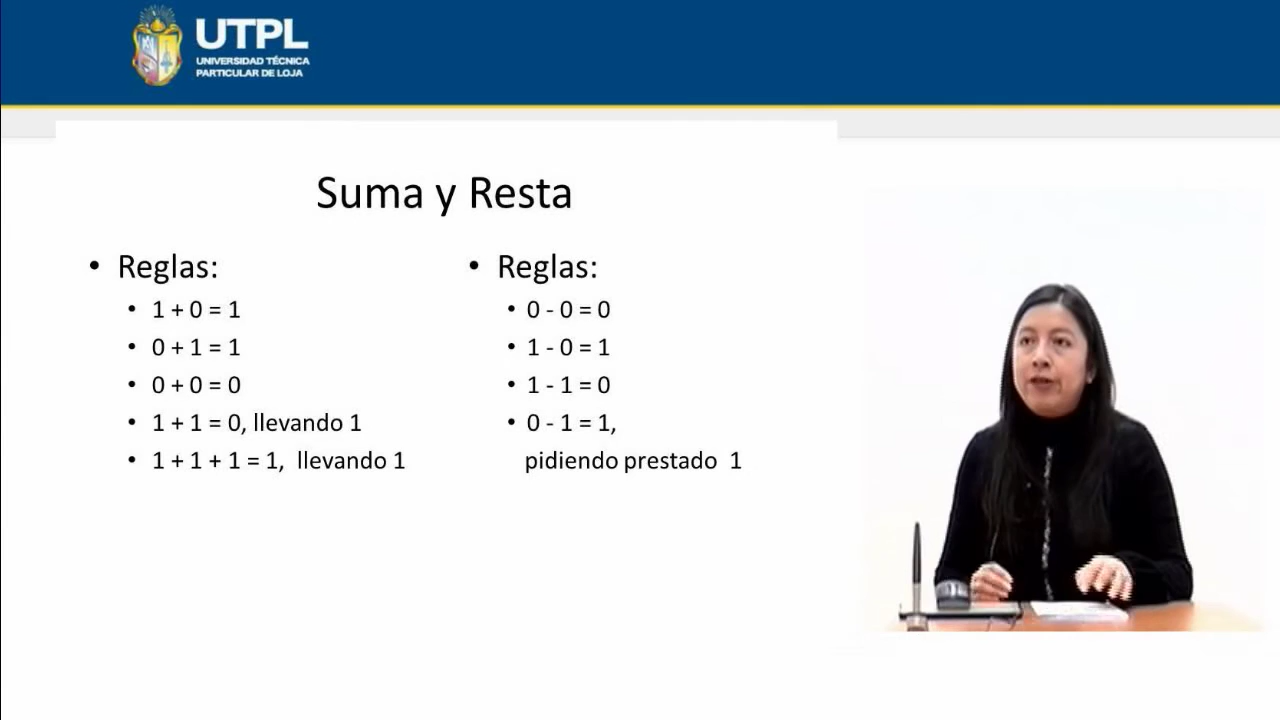 UTPL
UNIVERSIDAD TÉCNICA
PARTICULAR DE LOJA
Suma y Resta
• Reglas:
• 1 + 0 = 1
• 0 + 1 = 1
• 0 + 0 = 0
• 1 + 1 = 0, llevando 1
• 1 + 1 + 1 = 1, llevando 1
• Reglas:
• 0 - 0 = 0
• 1 - 0 = 1
• 1 - 1 = 0
• 0 - 1 = 1,
pidiendo prestado 1